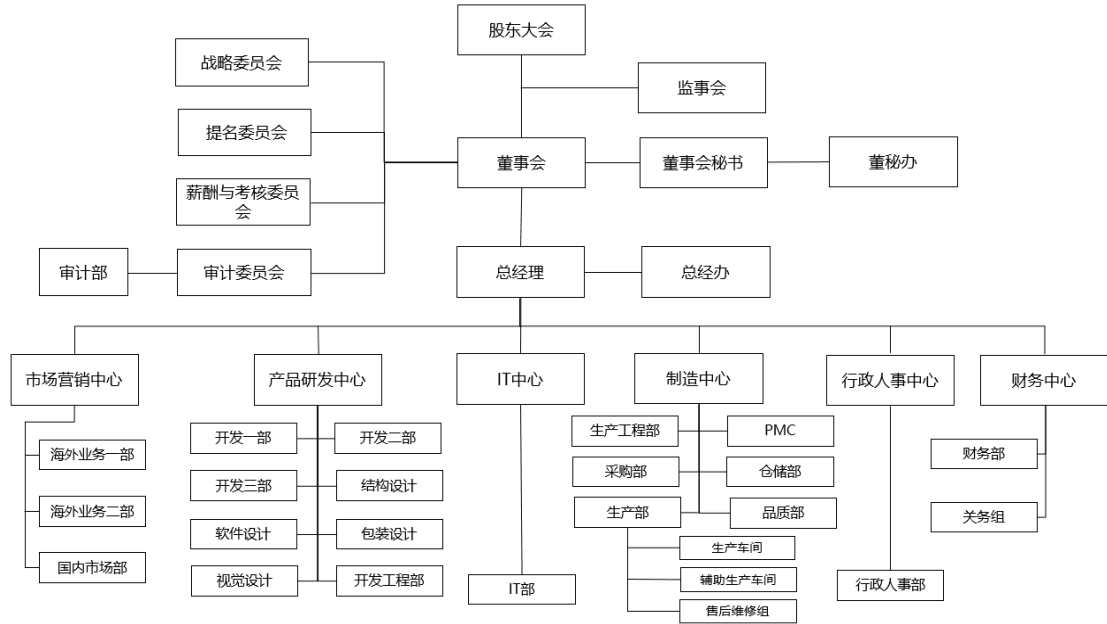 股东大会
战略委员会
监事会
提名委员会
董事会
董事会秘书
董秘办
薪酬与考核委员
会
审计部
审计委员会
总经理
总经办
市场营销中心
产品研发中心
IT中心
制造中心
行政人事中心
财务中心
海外业务一部
海外业务二部
国内市场部
开发一部
开发二部
开发三部
结构设计
软件设计
包装设计
视觉设计
开发工程部
IT部
生产工程部
PMC
采购部
仓储部
生产部
品质部
生产车间
辅助生产车间
售后维修组
行政人事部
财务部
关务组